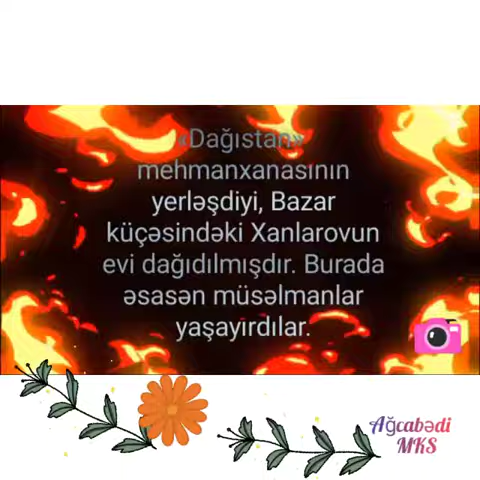 «Dağıstan»
mehmanxanasının
yerləşdiyi, Bazar
küçəsindəki Xanlarovun
evi dağıdılmışdır. Burada
əsasən müsəlmanlar
yaşayırdılar.
Ağcabədi
MKS